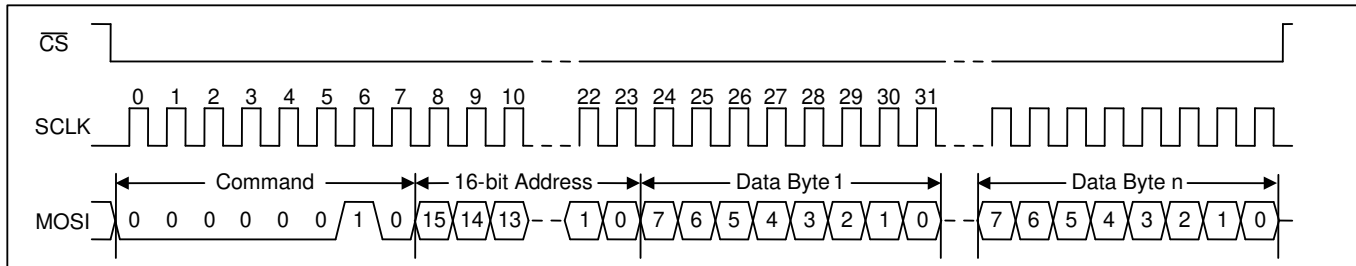 CS
0 1 2 3 4 5 6 7 8 9 10 22 23 24 25 26 27 28 29 30 31
SCLK
Command 16-bit Address Data Byte 1 Data Byte n
MOSI 0 0 0 0 0 0 1 0 15 14 13 1 0 7 6 5 4 3 2 1 0 7 6 5 4 3 2 1 0